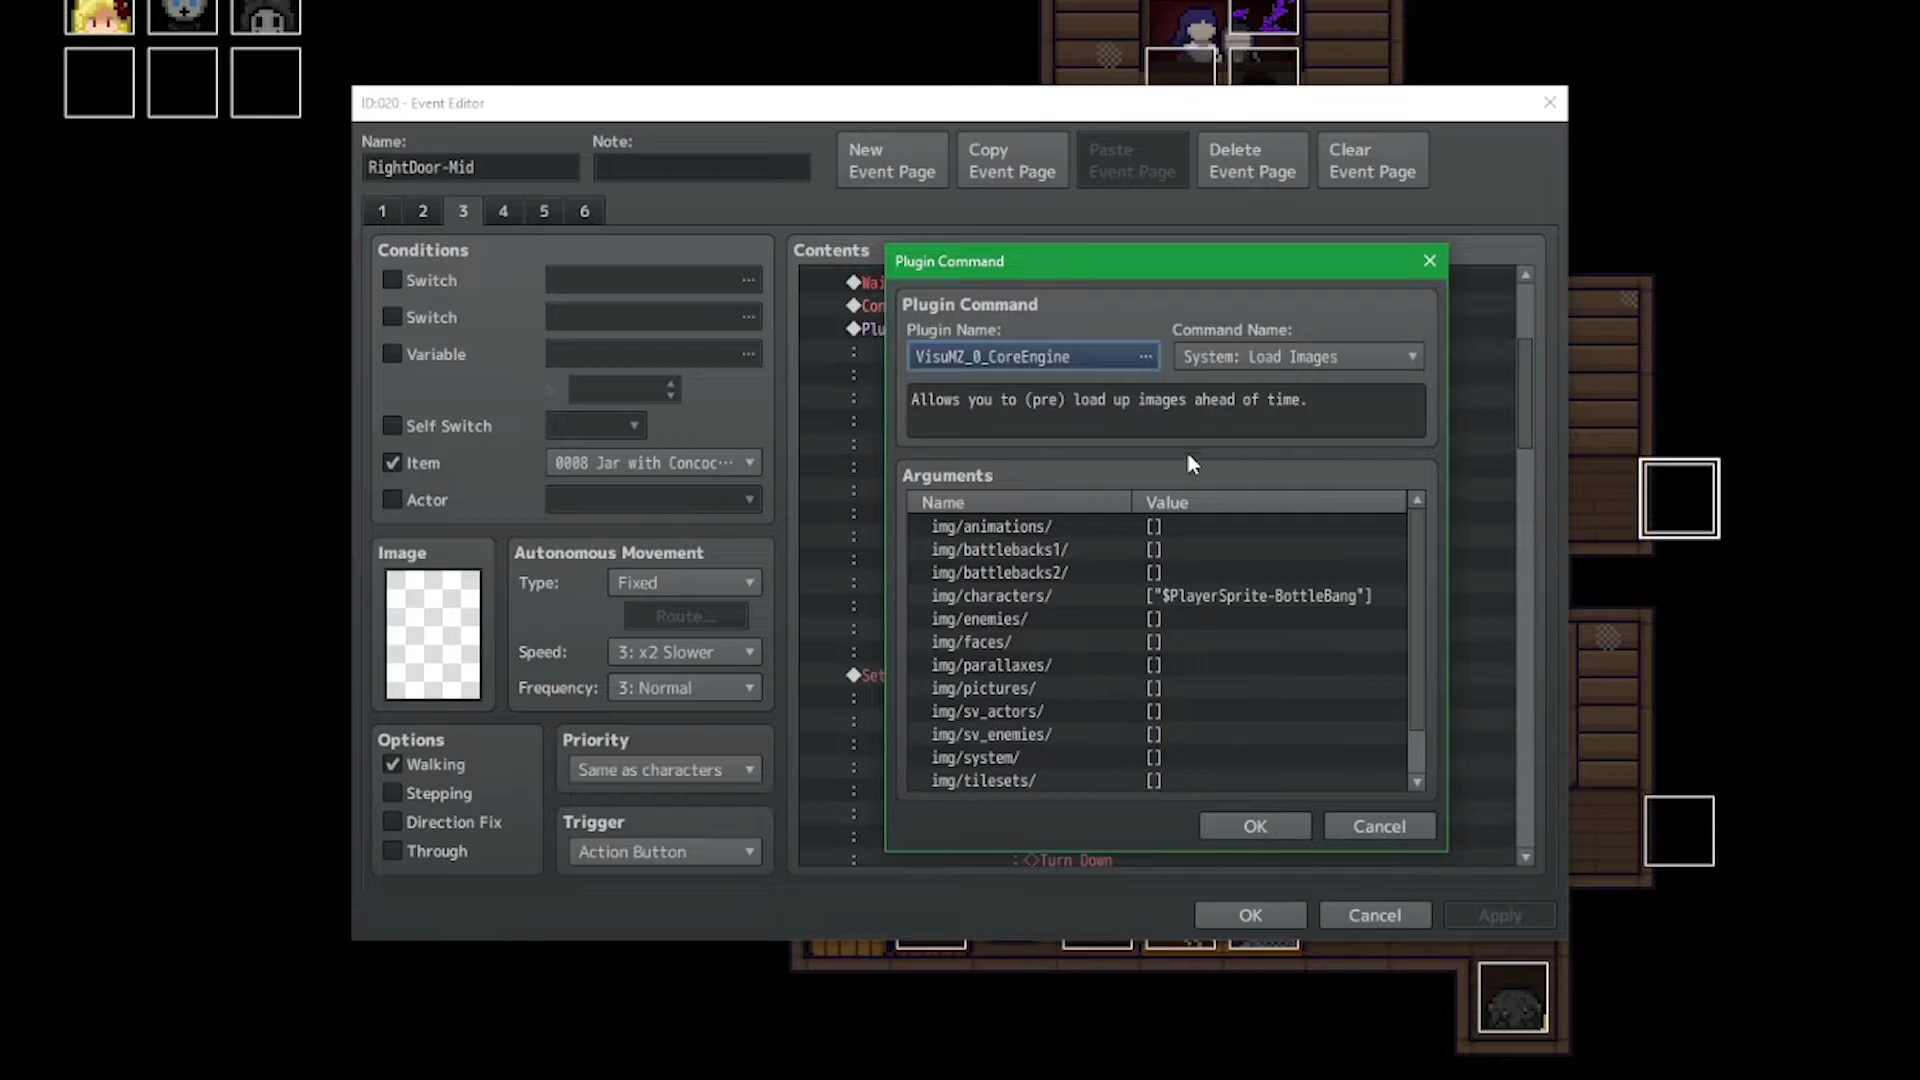 ID:020 - Event Editor
Name:
Note:
RightDoor-Mid
New
Event Page
Copy
Event Page
Paste
Event Page
Delete
Event Page
Clear
Event Page
1 2 3 4 5 6
Conditions
Switch
Switch
Variable
≥
Self Switch
Item
0008 Jar with Concoc···
Actor
Image
Autonomous Movement
Type:
Fixed
Route...
Speed:
3: x2 Slower
Frequency:
3: Normal
Options
Walking
Stepping
Direction Fix
Through
Priority
Same as characters
Trigger
Action Button
Contents
◆Wai
◆Con
◆Plu
:
:
:
:
:
:
:
:
:
:
:
:
:
:
◆Set
:
:
:
:
:
:
:
: :◇Turn Down
Plugin Command
Plugin Command
Plugin Name:
Command Name:
VisuMZ_0_CoreEngine
System: Load Images
Allows you to (pre) load up images ahead of time.
Arguments
Name Value
img/animations/ []
img/battlebacks1/ []
img/battlebacks2/ []
img/characters/ ["$PlayerSprite-BottleBang"]
img/enemies/ []
img/faces/ []
img/parallaxes/ []
img/pictures/ []
img/sv_actors/ []
img/sv_enemies/ []
img/system/ []
img/tilesets/ []
OK
Cancel
OK
Cancel
Apply